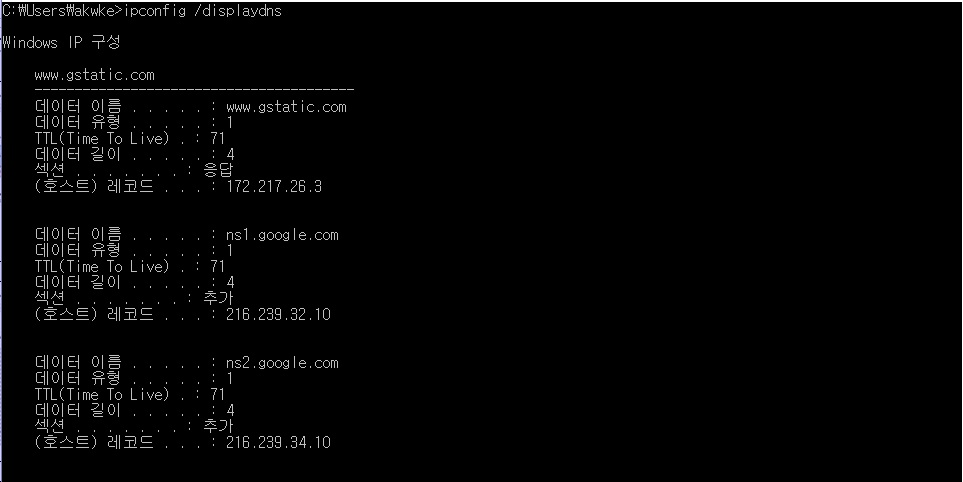 C:\Users\akwke>ipconfig /displaydns
Windows IP 구성
www.gstatic.com
----------------------------------------
데이터 이름 . . . . . : www.gstatic.com
데이터 유형 . . . . . : 1
TTL(Time To Live) . : 71
데이터 길이 . . . . . : 4
섹션 . . . . . . . : 응답
(호스트) 레코드 . . . : 172.217.26.3
데이터 이름 . . . . . : ns1.google.com
데이터 유형 . . . . . : 1
TTL(Time To Live) . : 71
데이터 길이 . . . . . : 4
섹션 . . . . . . . : 추가
(호스트) 레코드 . . . : 216.239.32.10
데이터 이름 . . . . . : ns2.google.com
데이터 유형 . . . . . : 1
TTL(Time To Live) . : 71
데이터 길이 . . . . . : 4
섹션 . . . . . . . : 추가
(호스트) 레코드 . . . : 216.239.34.10